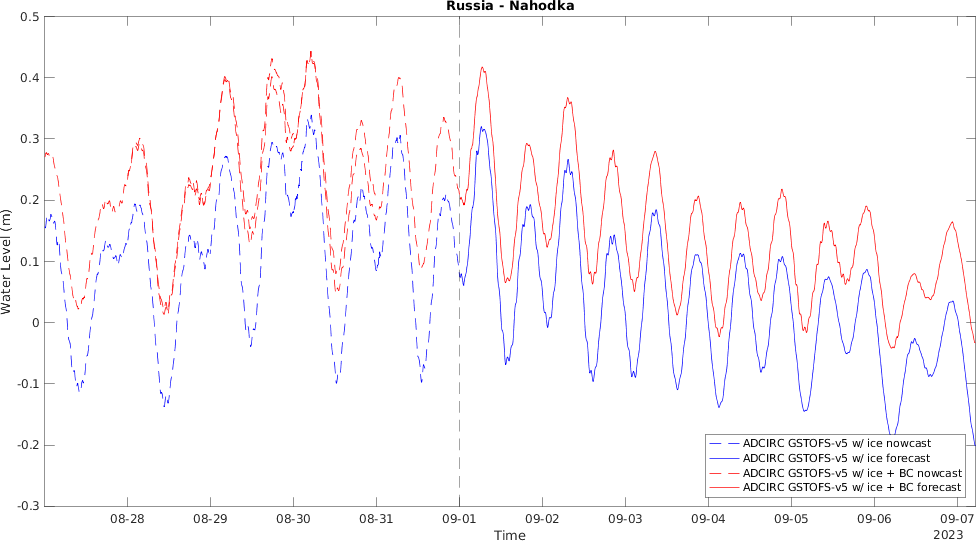 Russia - Nahodka
0.5
0.4
0.3
0.2
0.1
0
-0.1
-0.2
-0.3
Water Level (m)
ADCIRC GSTOFS-v5 w/ ice nowcast
ADCIRC GSTOFS-v5 w/ ice forecast
ADCIRC GSTOFS-v5 w/ ice + BC nowcast
ADCIRC GSTOFS-v5 w/ ice + BC forecast
08-28 08-29 08-30 08-31 09-01 09-02 09-03 09-04 09-05 09-06 09-07
Time 2023